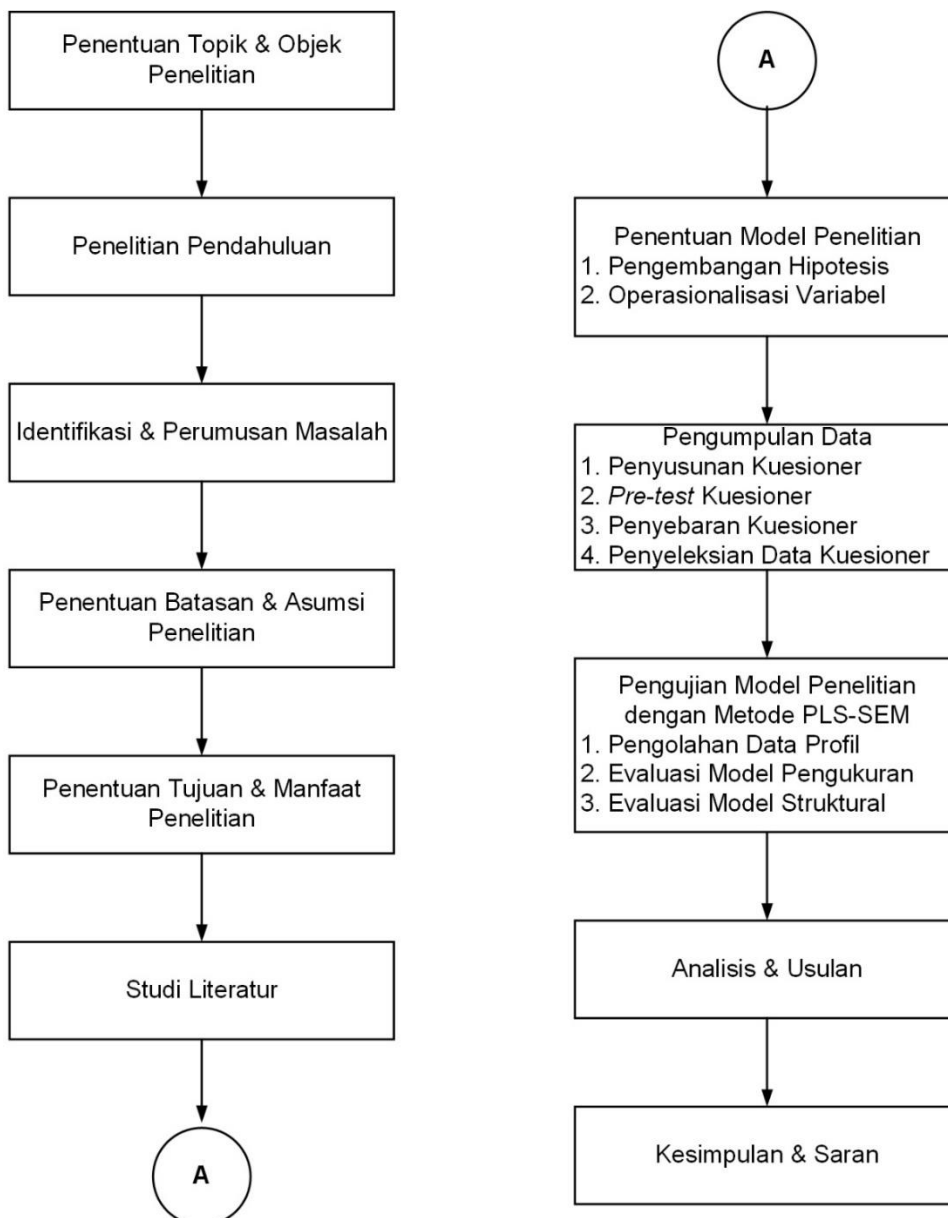 Penentuan Topik & Objek
Penelitian
Penelitian Pendahuluan
Identifikasi & Perumusan Masalah
Penentuan Batasan & Asumsi
Penelitian
Penentuan Tujuan & Manfaat
Penelitian
Studi Literatur
A
A
Penentuan Model Penelitian
1. Pengembangan Hipotesis
2. Operasionalisasi Variabel
Pengumpulan Data
1. Penyusunan Kuesioner
2. Pre-test Kuesioner
3. Penyebaran Kuesioner
4. Penyeleksian Data Kuesioner
Pengujian Model Penelitian
dengan Metode PLS-SEM
1. Pengolahan Data Profil
2. Evaluasi Model Pengukuran
3. Evaluasi Model Struktural
Analisis & Usulan
Kesimpulan & Saran